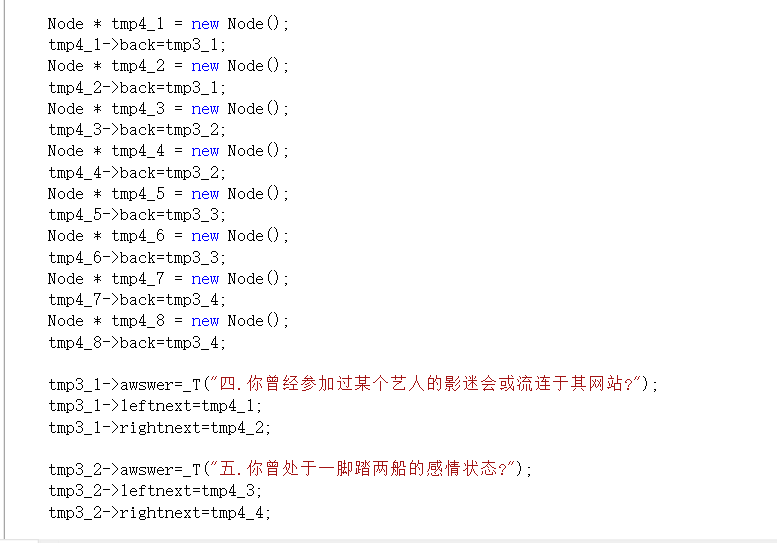 Node * tmp4_1 = new Node();
tmp4_1->back=tmp3_1;
Node * tmp4_2 = new Node();
tmp4_2->back=tmp3_1;
Node * tmp4_3 = new Node();
tmp4_3->back=tmp3_2;
Node * tmp4_4 = new Node();
tmp4_4->back=tmp3_2;
Node * tmp4_5 = new Node();
tmp4_5->back=tmp3_3;
Node * tmp4_6 = new Node();
tmp4_6->back=tmp3_3;
Node * tmp4_7 = new Node();
tmp4_7->back=tmp3_4;
Node * tmp4_8 = new Node();
tmp4_8->back=tmp3_4;
tmp3_1->awswer=_T("四.你曾经参加过某个艺人的影迷会或流连于其网站?");
tmp3_1->leftnext=tmp4_1;
tmp3_1->rightnext=tmp4_2;
tmp3_2->awswer=_T("五.你曾处于一脚踏两船的感情状态?");
tmp3_2->leftnext=tmp4_3;
tmp3_2->rightnext=tmp4_4;